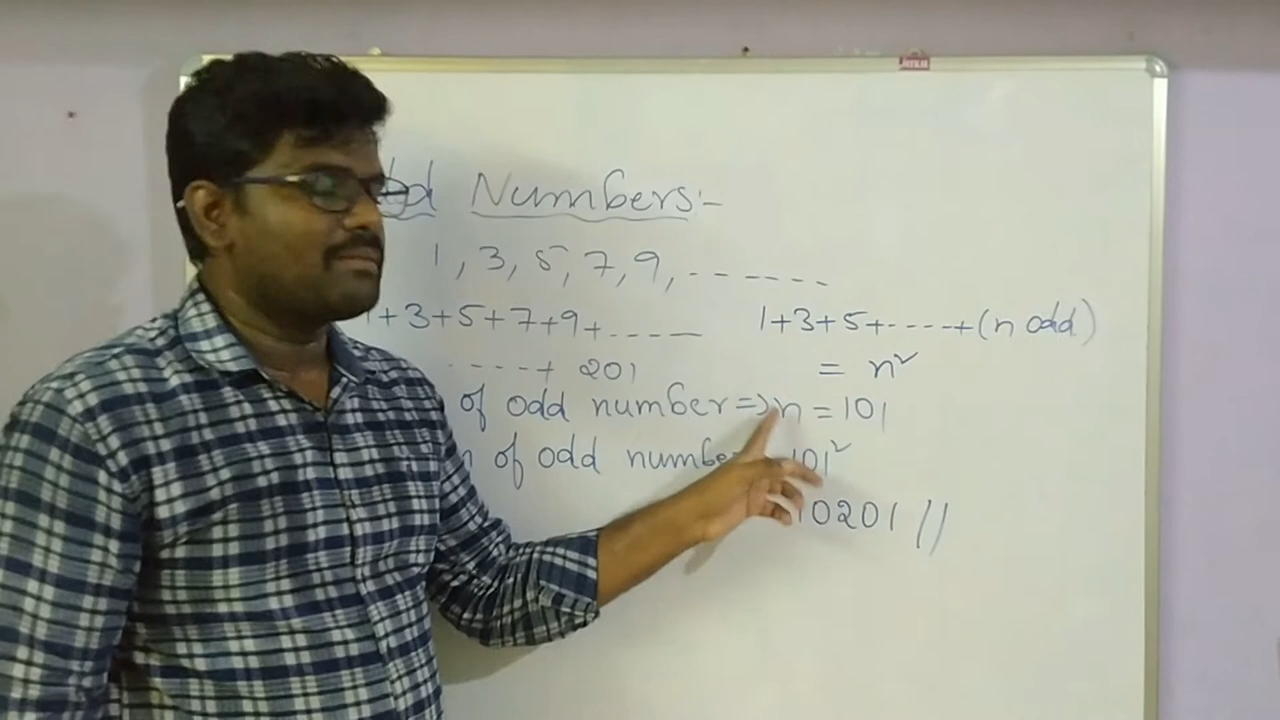 Numbers:-
1, 3, 5, 7, 9, ------
1+3+5+7+9+----
1+3+5+----+(n odd)
----+ 201
= n²
of odd number => n = 101
of odd number 101²
10201 //